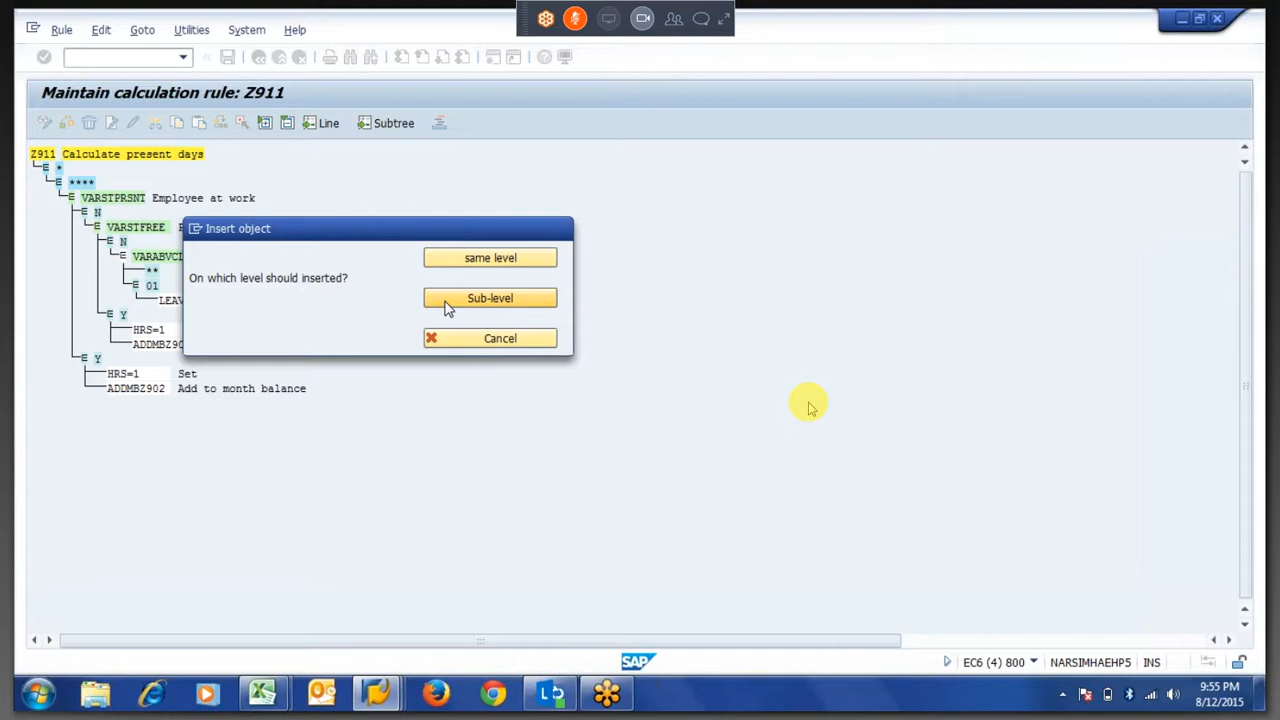 Rule Edit Goto Utilities System Help
Maintain calculation rule: Z911
Line Subtree
Z911 Calculate present days
*
****
VARSTPRSNT Employee at work
N
VARSTFREE
N
**
01
Y
HRS=1
Y
HRS=1 Set
ADDMBZ902 Add to month balance
Insert object
On which level should inserted?
same level
Sub-level
Cancel
SAP
EC6 (4) 800 NARSIMHAEHP5 INS
9:55 PM
8/12/2015